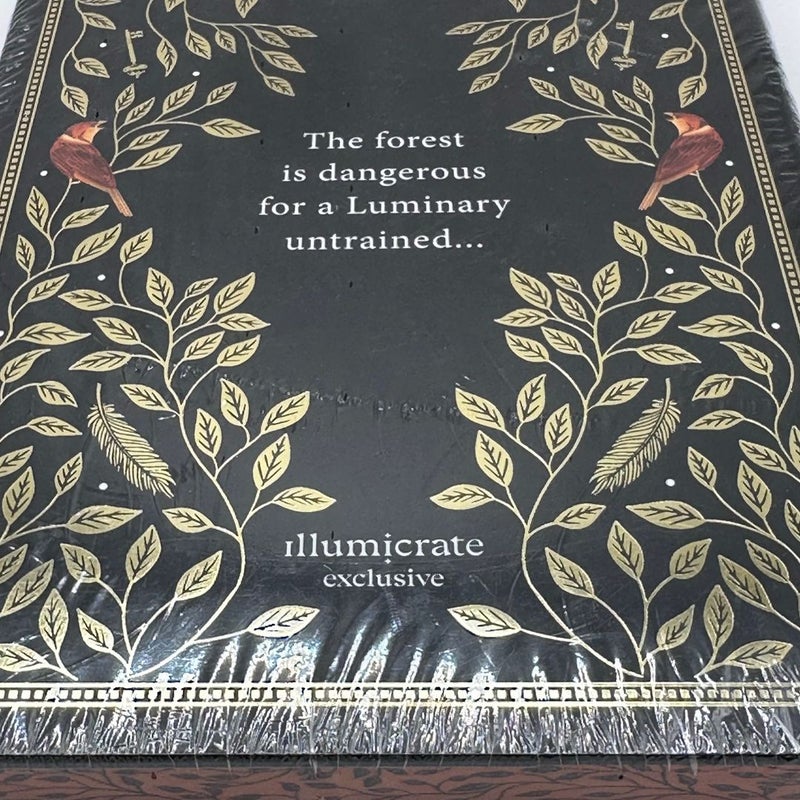 The forest
is dangerous
for a Luminary
untrained...
illumicrate
exclusive